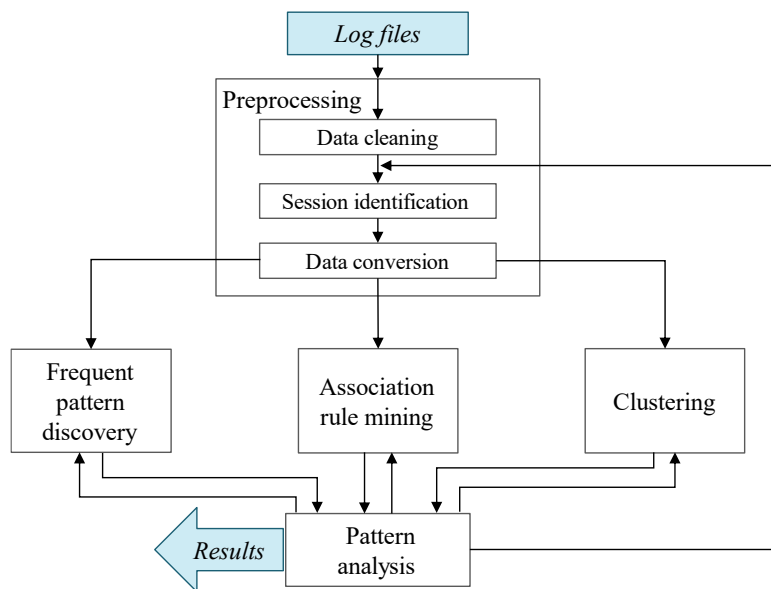 Log files
Preprocessing
Data cleaning
Session identification
Data conversion
Frequent
pattern
discovery
Association
rule mining
Clustering
Results
Pattern
analysis